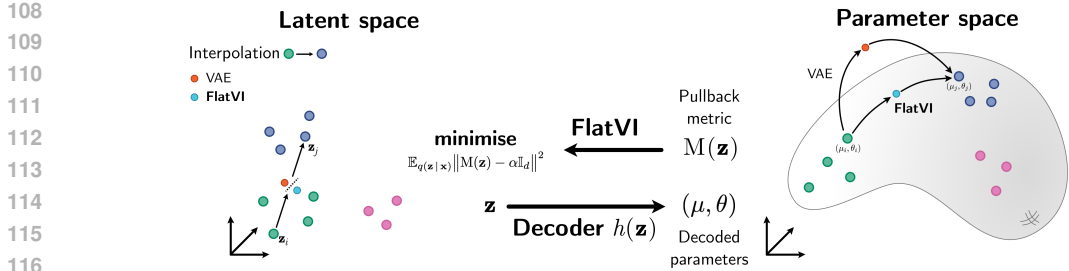 108
109
110
111
112
113
114
115
116
Latent space
Interpolation
VAE
FlatVI
z_j
z_i
minimise
𝔼_{q(z | x)}‖M(z) − α𝕀_d‖²
FlatVI
Pullback
metric
M(z)
z
Decoder h(z)
(μ, θ)
Decoded
parameters
Parameter space
VAE
FlatVI
(μ_j, θ_j)
(μ_i, θ_i)